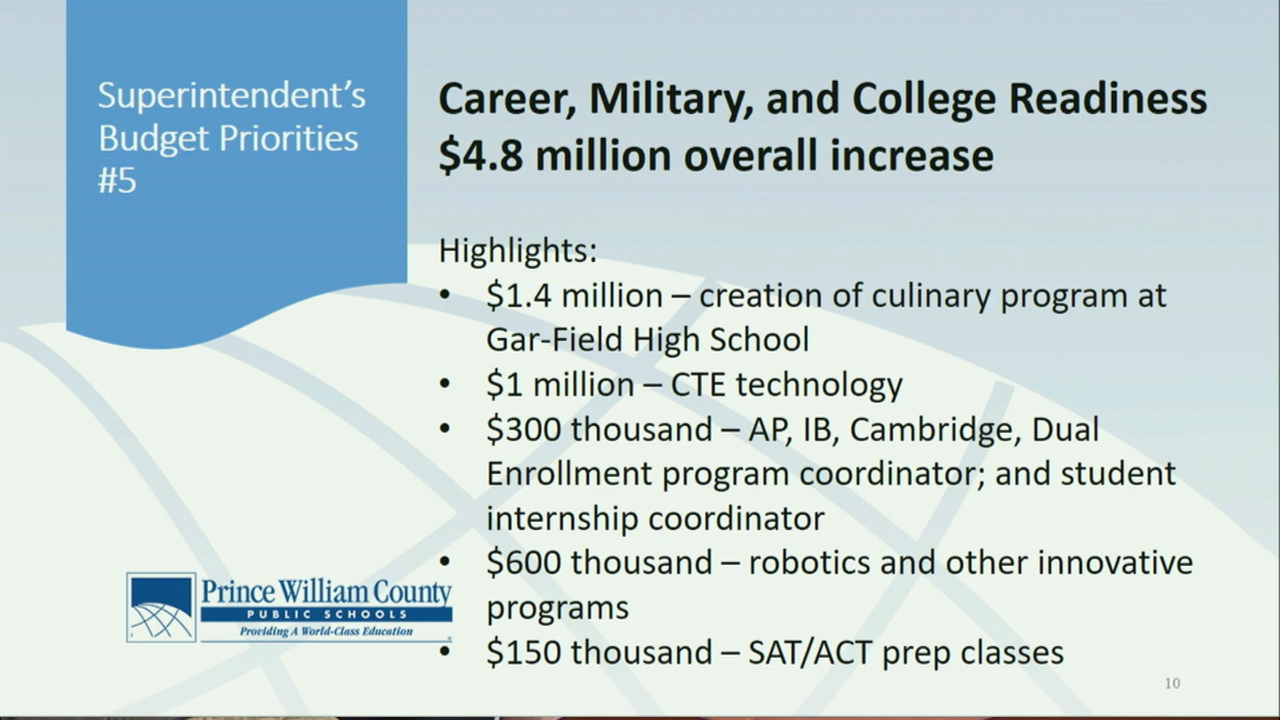 Superintendent's
Budget Priorities
#5
Career, Military, and College Readiness
$4.8 million overall increase
Highlights:
• $1.4 million – creation of culinary program at
Gar-Field High School
• $1 million – CTE technology
• $300 thousand – AP, IB, Cambridge, Dual
Enrollment program coordinator; and student
internship coordinator
• $600 thousand – robotics and other innovative
programs
• $150 thousand – SAT/ACT prep classes
Prince William County
PUBLIC SCHOOLS
Providing A World-Class Education
10